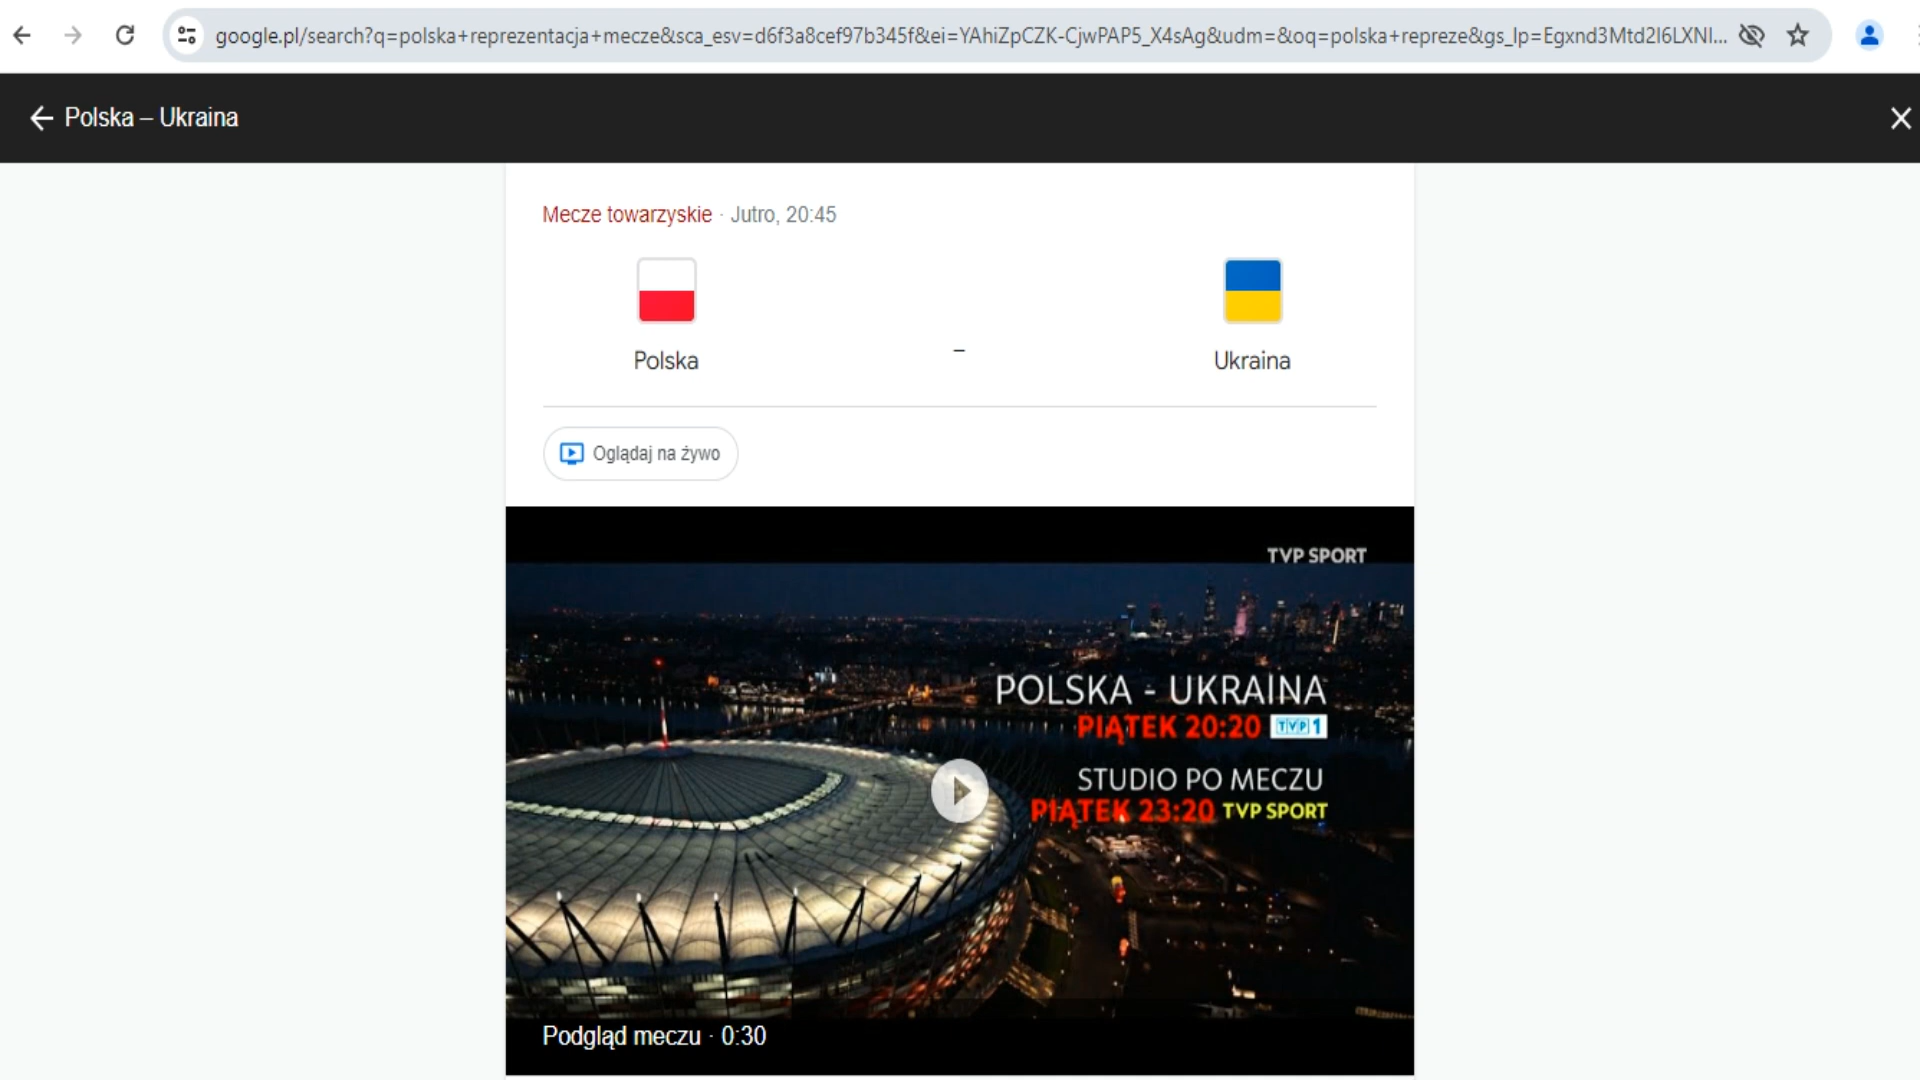 google.pl/search?q=polska+reprezentacja+mecze&sca_esv=d6f3a8cef97b345f&ei=YAhiZpCZK-CjwPAP5_X4sAg&udm=&oq=polska+repreze&gs_lp=Egxnd3Mtd2l6LXNl...
Polska – Ukraina
Mecze towarzyskie · Jutro, 20:45
Polska
–
Ukraina
Oglądaj na żywo
TVP SPORT
POLSKA - UKRAINA
PIĄTEK 20:20 TVP1
STUDIO PO MECZU
PIĄTEK 23:20 TVP SPORT
Podgląd meczu · 0:30